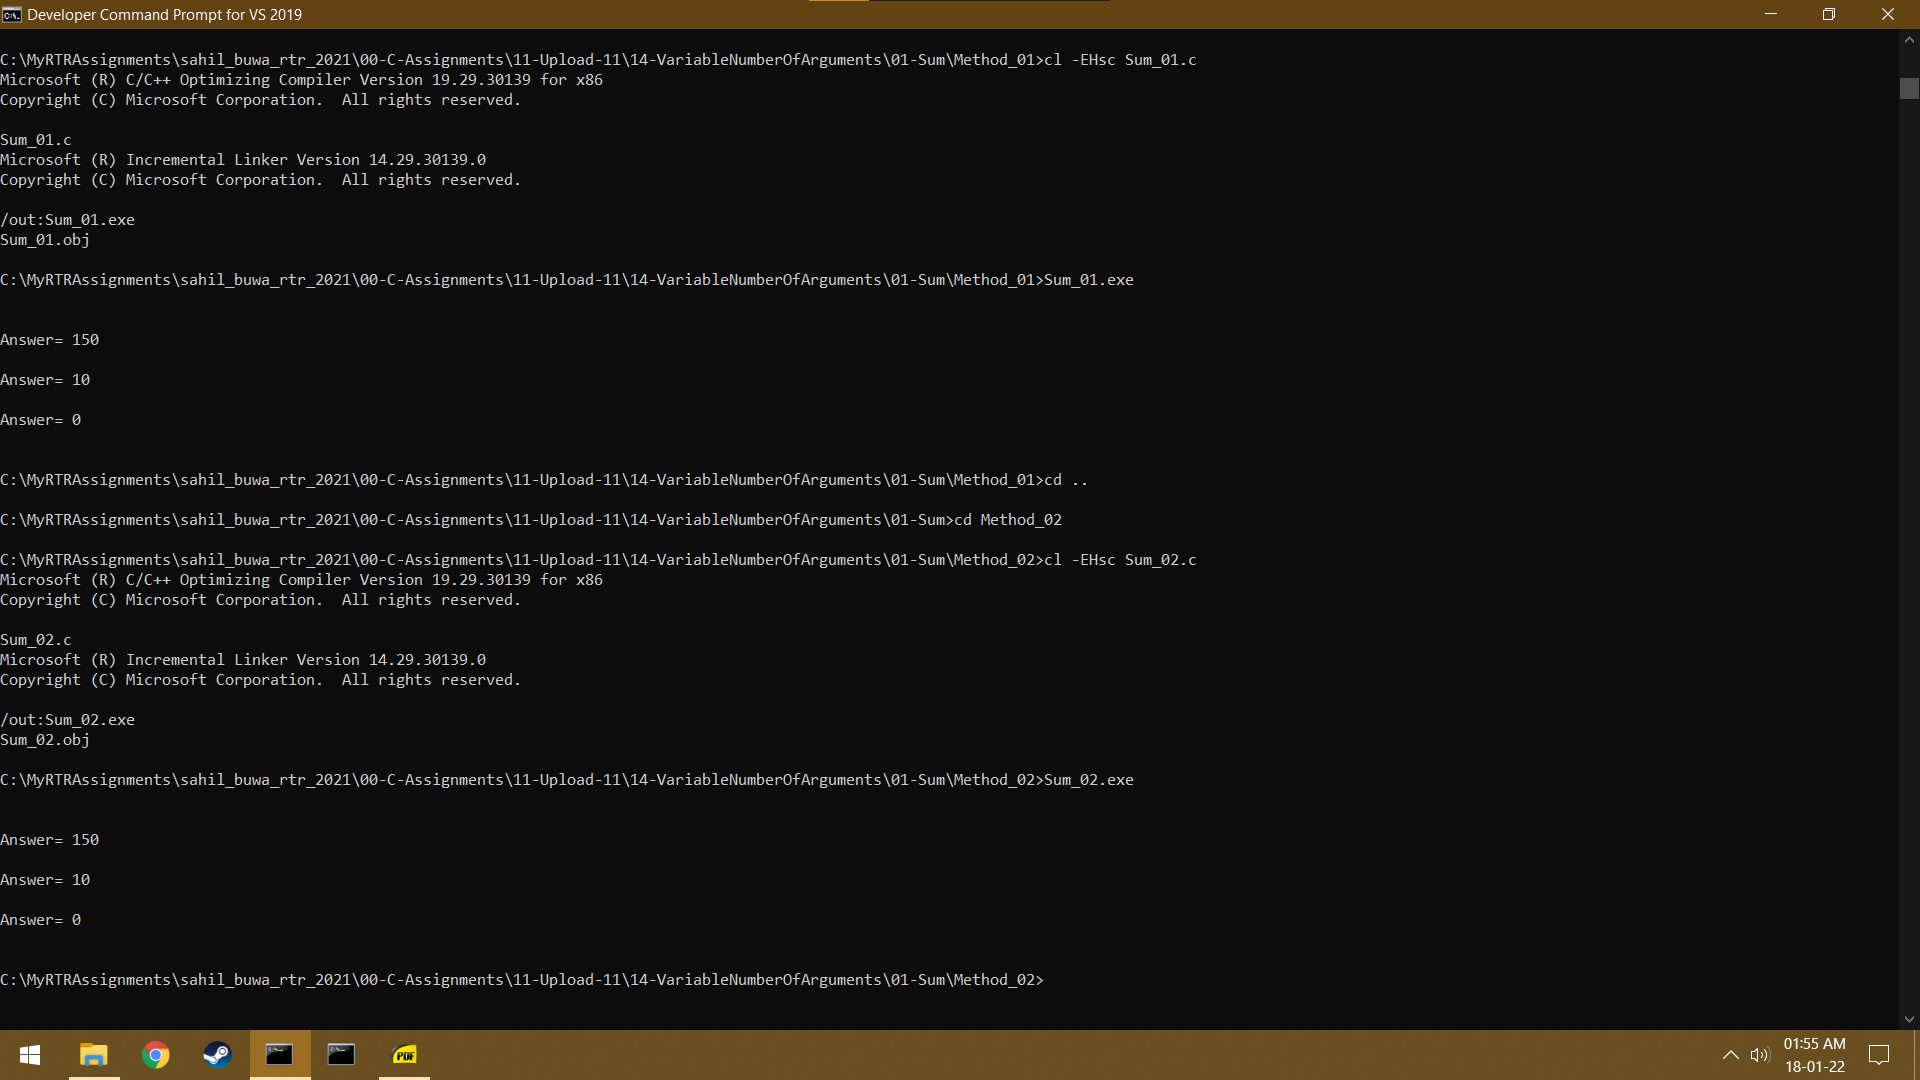 Developer Command Prompt for VS 2019
C:\MyRTRAssignments\sahil_buwa_rtr_2021\00-C-Assignments\11-Upload-11\14-VariableNumberOfArguments\01-Sum\Method_01>cl -EHsc Sum_01.c
Microsoft (R) C/C++ Optimizing Compiler Version 19.29.30139 for x86
Copyright (C) Microsoft Corporation.  All rights reserved.
Sum_01.c
Microsoft (R) Incremental Linker Version 14.29.30139.0
Copyright (C) Microsoft Corporation.  All rights reserved.
/out:Sum_01.exe
Sum_01.obj
C:\MyRTRAssignments\sahil_buwa_rtr_2021\00-C-Assignments\11-Upload-11\14-VariableNumberOfArguments\01-Sum\Method_01>Sum_01.exe
Answer= 150
Answer= 10
Answer= 0
C:\MyRTRAssignments\sahil_buwa_rtr_2021\00-C-Assignments\11-Upload-11\14-VariableNumberOfArguments\01-Sum\Method_01>cd ..
C:\MyRTRAssignments\sahil_buwa_rtr_2021\00-C-Assignments\11-Upload-11\14-VariableNumberOfArguments\01-Sum>cd Method_02
C:\MyRTRAssignments\sahil_buwa_rtr_2021\00-C-Assignments\11-Upload-11\14-VariableNumberOfArguments\01-Sum\Method_02>cl -EHsc Sum_02.c
Microsoft (R) C/C++ Optimizing Compiler Version 19.29.30139 for x86
Copyright (C) Microsoft Corporation.  All rights reserved.
Sum_02.c
Microsoft (R) Incremental Linker Version 14.29.30139.0
Copyright (C) Microsoft Corporation.  All rights reserved.
/out:Sum_02.exe
Sum_02.obj
C:\MyRTRAssignments\sahil_buwa_rtr_2021\00-C-Assignments\11-Upload-11\14-VariableNumberOfArguments\01-Sum\Method_02>Sum_02.exe
Answer= 150
Answer= 10
Answer= 0
C:\MyRTRAssignments\sahil_buwa_rtr_2021\00-C-Assignments\11-Upload-11\14-VariableNumberOfArguments\01-Sum\Method_02>
PDF
01:55 AM
18-01-22